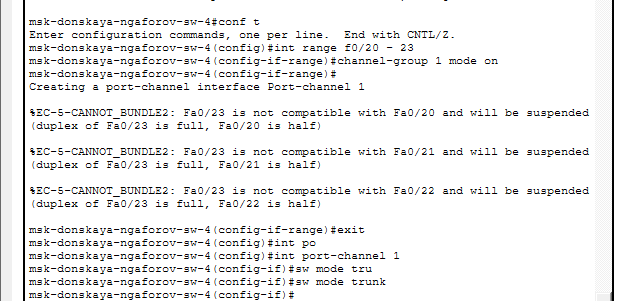 msk-donskaya-ngaforov-sw-4#conf t
Enter configuration commands, one per line.  End with CNTL/Z.
msk-donskaya-ngaforov-sw-4(config)#int range f0/20 - 23
msk-donskaya-ngaforov-sw-4(config-if-range)#channel-group 1 mode on
msk-donskaya-ngaforov-sw-4(config-if-range)#
Creating a port-channel interface Port-channel 1
%EC-5-CANNOT_BUNDLE2: Fa0/23 is not compatible with Fa0/20 and will be suspended
(duplex of Fa0/23 is full, Fa0/20 is half)
%EC-5-CANNOT_BUNDLE2: Fa0/23 is not compatible with Fa0/21 and will be suspended
(duplex of Fa0/23 is full, Fa0/21 is half)
%EC-5-CANNOT_BUNDLE2: Fa0/23 is not compatible with Fa0/22 and will be suspended
(duplex of Fa0/23 is full, Fa0/22 is half)
msk-donskaya-ngaforov-sw-4(config-if-range)#exit
msk-donskaya-ngaforov-sw-4(config)#int po
msk-donskaya-ngaforov-sw-4(config)#int port-channel 1
msk-donskaya-ngaforov-sw-4(config-if)#sw mode tru
msk-donskaya-ngaforov-sw-4(config-if)#sw mode trunk
msk-donskaya-ngaforov-sw-4(config-if)#